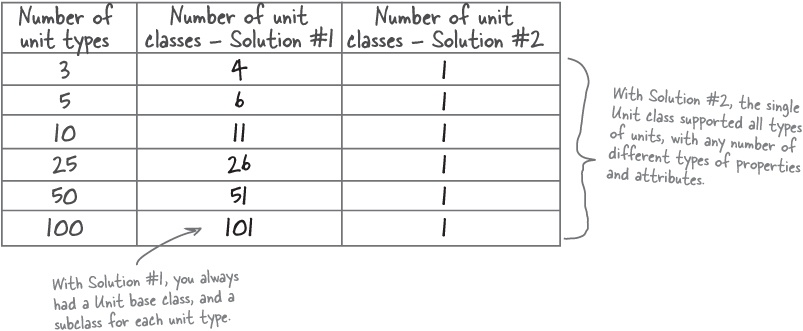 Number of unit types | Number of unit classes – Solution #1 | Number of unit classes – Solution #2
3 | 4 | 1
5 | 6 | 1
10 | 11 | 1
25 | 26 | 1
50 | 51 | 1
100 | 101 | 1
With Solution #2, the single
Unit class supported all types
of units, with any number of
different types of properties
and attributes.
With Solution #1, you always
had a Unit base class, and a
subclass for each unit type.